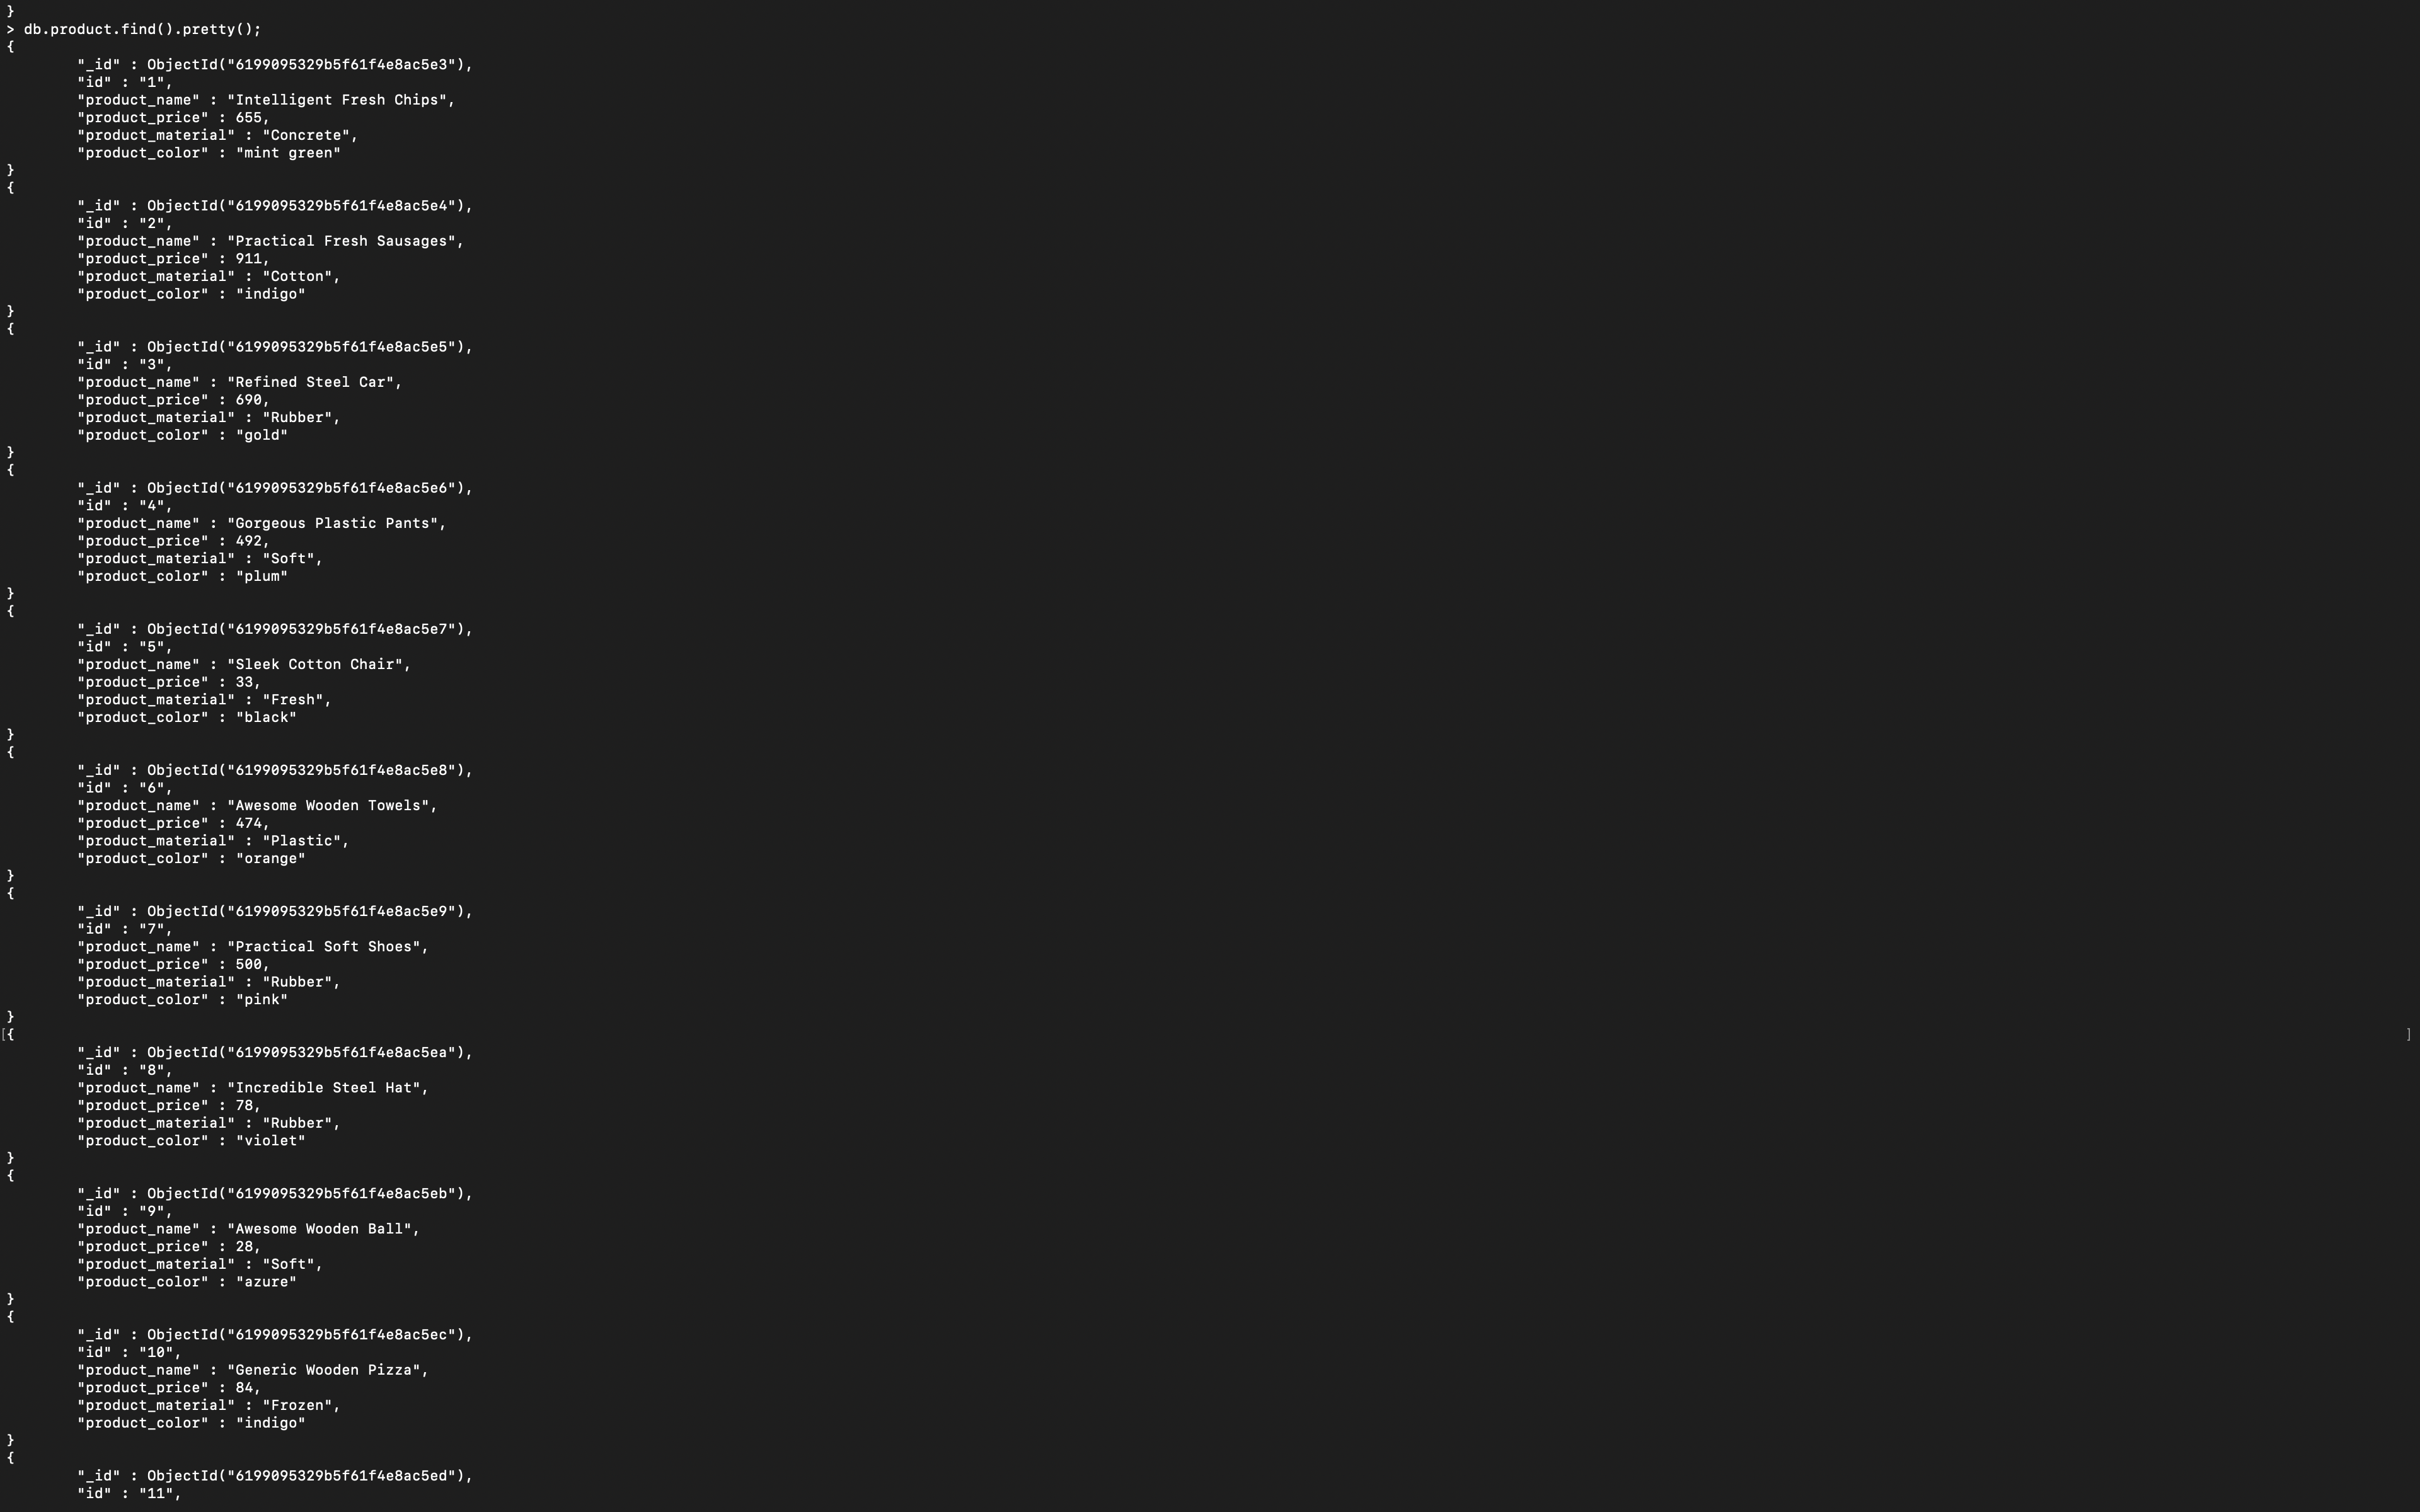 }
> db.product.find().pretty();
{
"_id" : ObjectId("6199095329b5f61f4e8ac5e3"),
"id" : "1",
"product_name" : "Intelligent Fresh Chips",
"product_price" : 655,
"product_material" : "Concrete",
"product_color" : "mint green"
}
{
"_id" : ObjectId("6199095329b5f61f4e8ac5e4"),
"id" : "2",
"product_name" : "Practical Fresh Sausages",
"product_price" : 911,
"product_material" : "Cotton",
"product_color" : "indigo"
}
{
"_id" : ObjectId("6199095329b5f61f4e8ac5e5"),
"id" : "3",
"product_name" : "Refined Steel Car",
"product_price" : 690,
"product_material" : "Rubber",
"product_color" : "gold"
}
{
"_id" : ObjectId("6199095329b5f61f4e8ac5e6"),
"id" : "4",
"product_name" : "Gorgeous Plastic Pants",
"product_price" : 492,
"product_material" : "Soft",
"product_color" : "plum"
}
{
"_id" : ObjectId("6199095329b5f61f4e8ac5e7"),
"id" : "5",
"product_name" : "Sleek Cotton Chair",
"product_price" : 33,
"product_material" : "Fresh",
"product_color" : "black"
}
{
"_id" : ObjectId("6199095329b5f61f4e8ac5e8"),
"id" : "6",
"product_name" : "Awesome Wooden Towels",
"product_price" : 474,
"product_material" : "Plastic",
"product_color" : "orange"
}
{
"_id" : ObjectId("6199095329b5f61f4e8ac5e9"),
"id" : "7",
"product_name" : "Practical Soft Shoes",
"product_price" : 500,
"product_material" : "Rubber",
"product_color" : "pink"
}
[{ ]
"_id" : ObjectId("6199095329b5f61f4e8ac5ea"),
"id" : "8",
"product_name" : "Incredible Steel Hat",
"product_price" : 78,
"product_material" : "Rubber",
"product_color" : "violet"
}
{
"_id" : ObjectId("6199095329b5f61f4e8ac5eb"),
"id" : "9",
"product_name" : "Awesome Wooden Ball",
"product_price" : 28,
"product_material" : "Soft",
"product_color" : "azure"
}
{
"_id" : ObjectId("6199095329b5f61f4e8ac5ec"),
"id" : "10",
"product_name" : "Generic Wooden Pizza",
"product_price" : 84,
"product_material" : "Frozen",
"product_color" : "indigo"
}
{
"_id" : ObjectId("6199095329b5f61f4e8ac5ed"),
"id" : "11",